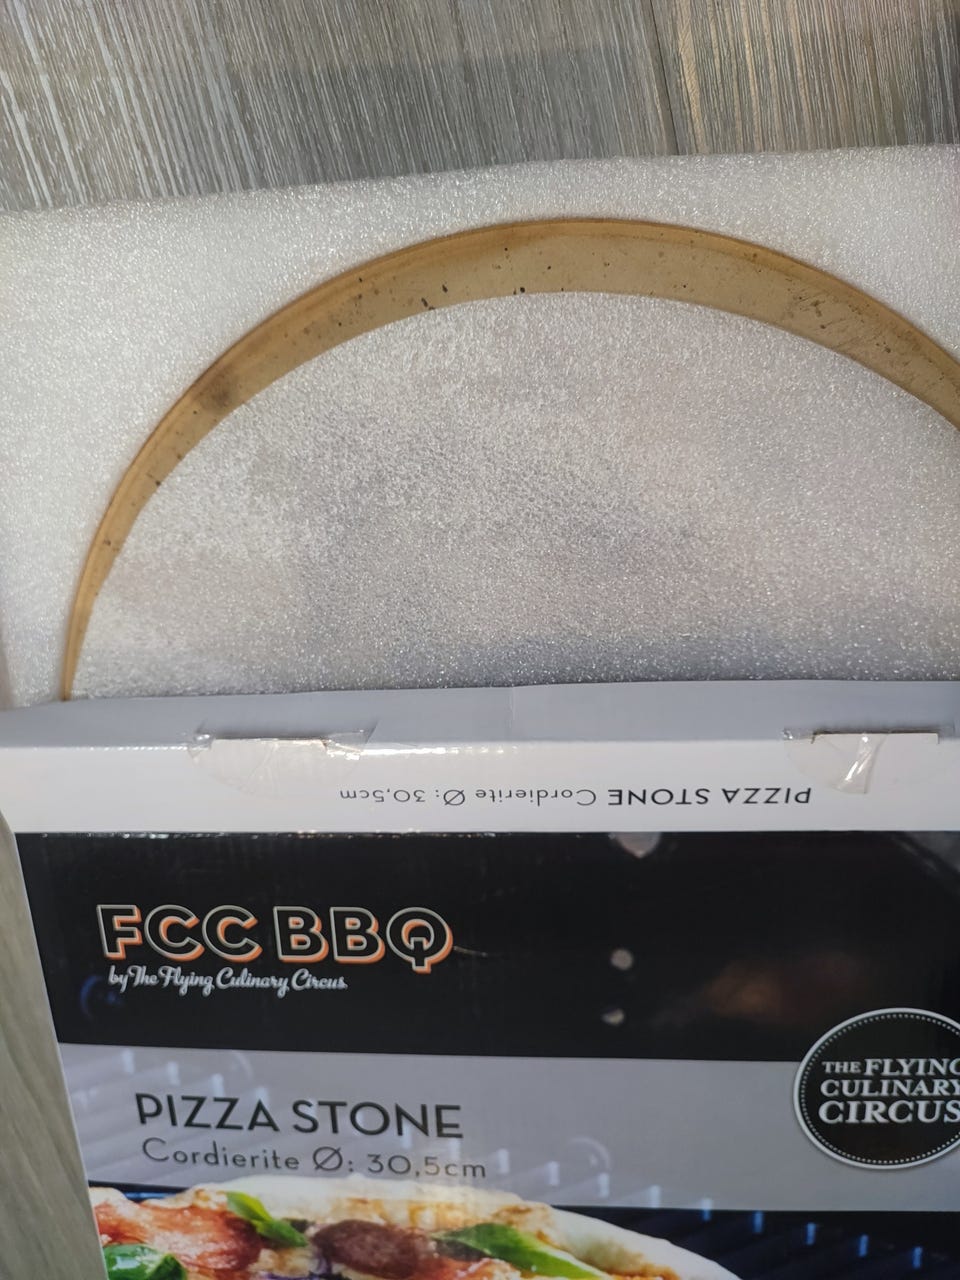 PIZZA STONE Cordierite Ø: 30,5cm
FCC BBQ
by The Flying Culinary Circus
THE FLYING
CULINARY
CIRCUS
PIZZA STONE
Cordierite Ø: 30,5cm